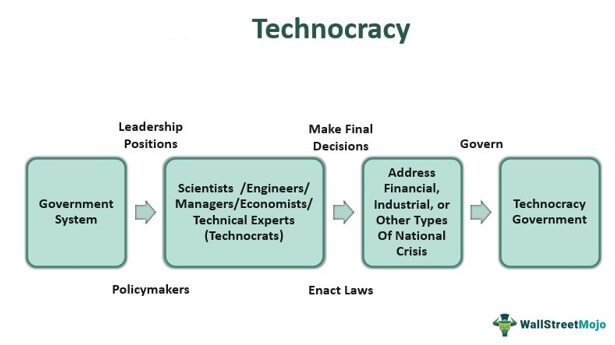 Technocracy
Leadership
Positions
Make Final
Decisions
Govern
Government
System
Scientists /Engineers/
Managers/Economists/
Technical Experts
(Technocrats)
Address
Financial,
Industrial, or
Other Types
Of National
Crisis
Technocracy
Government
Policymakers
Enact Laws
WallStreetMojo